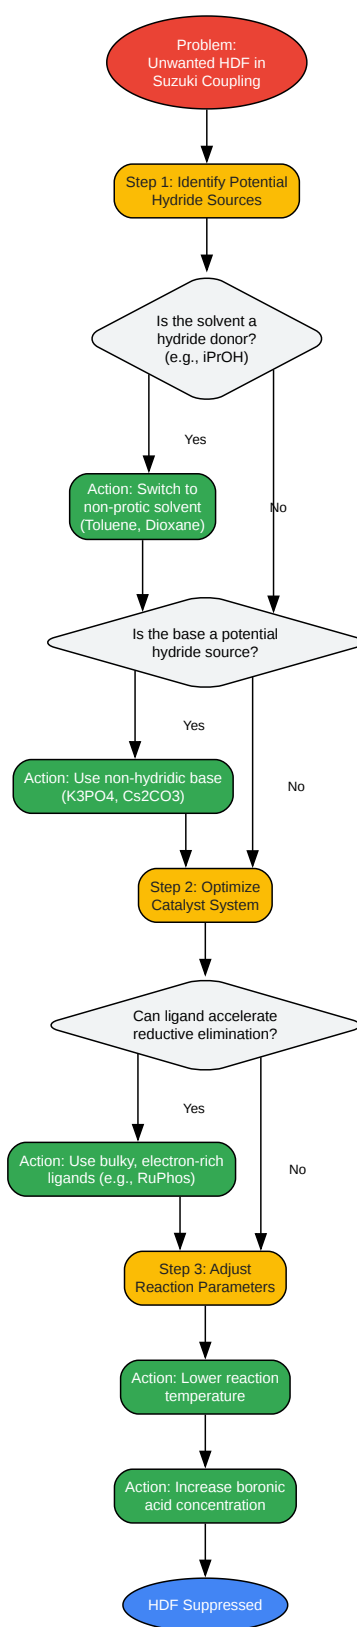 Problem:
Unwanted HDF in
Suzuki Coupling
Step 1: Identify Potential
Hydride Sources
Is the solvent a
hydride donor?
(e.g., iPrOH)
Yes
Action: Switch to
non-protic solvent
(Toluene, Dioxane)
No
Is the base a potential
hydride source?
Yes
Action: Use non-hydridic base
(K3PO4, Cs2CO3)
No
Step 2: Optimize
Catalyst System
Can ligand accelerate
reductive elimination?
Yes
Action: Use bulky, electron-rich
ligands (e.g., RuPhos)
No
Step 3: Adjust
Reaction Parameters
Action: Lower reaction
temperature
Action: Increase boronic
acid concentration
HDF Suppressed